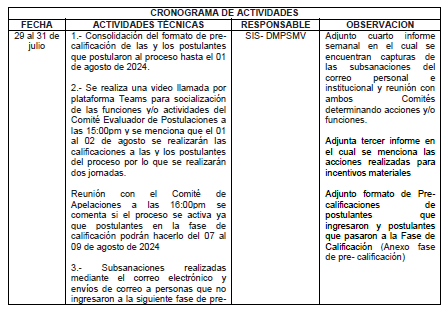 CRONOGRAMA DE ACTIVIDADES
FECHA
ACTIVIDADES TÉCNICAS
RESPONSABLE
OBSERVACION
29 al 31 de
julio
1.- Consolidación del formato de pre-
calificación de las y los postulantes
que postularon al proceso hasta el 01
de agosto de 2024.
2.- Se realiza una video llamada por
plataforma Teams para socialización
de las funciones y/o actividades del
Comité Evaluador de Postulaciones a
las 15:00pm y se menciona que el 01
al 02 de agosto se realizarán las
calificaciones a las y los postulantes
del proceso por lo que se realizarán
dos jornadas.
Reunión con el Comité de
Apelaciones a las 16:00pm se
comenta si el proceso se activa ya
que postulantes en la fase de
calificación podrán hacerlo del 07 al
09 de agosto de 2024
3.- Subsanaciones realizadas
mediante el correo electrónico y
envíos de correo a personas que no
ingresaron a la siguiente fase de pre-
SIS- DMPSMV
Adjunto cuarto informe
semanal en el cual se
encuentran capturas de
las subsanaciones del
correo personal e
institucional y reunión con
ambos Comités
determinando acciones y/o
funciones.
Adjunta tercer informe en
el cual se menciona las
acciones realizadas para
incentivos materiales
Adjunto formato de Pre-
calificaciones de
postulantes que
ingresaron y postulantes
que pasaron a la Fase de
Calificación (Anexo fase
de pre- calificación)